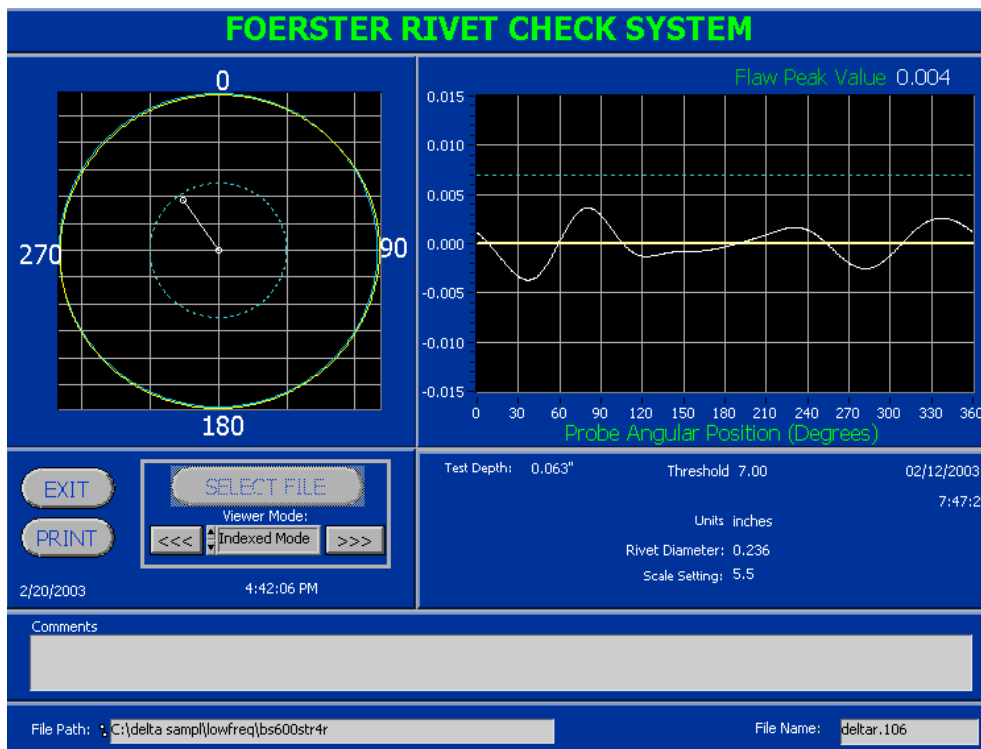 FOERSTER RIVET CHECK SYSTEM
0
270
90
180
Flaw Peak Value 0.004
0.015
0.010
0.005
0.000
-0.005
-0.010
-0.015
0 30 60 90 120 150 180 210 240 270 300 330 360
Probe Angular Position (Degrees)
EXIT
PRINT
SELECT FILE
Viewer Mode:
<<< Indexed Mode >>>
2/20/2003 4:42:06 PM
Test Depth: 0.063" Threshold 7.00 02/12/2003
7:47:2
Units inches
Rivet Diameter: 0.236
Scale Setting: 5.5
Comments
File Path: C:\delta sampl\lowfreq\bs600str4r File Name: deltar.106